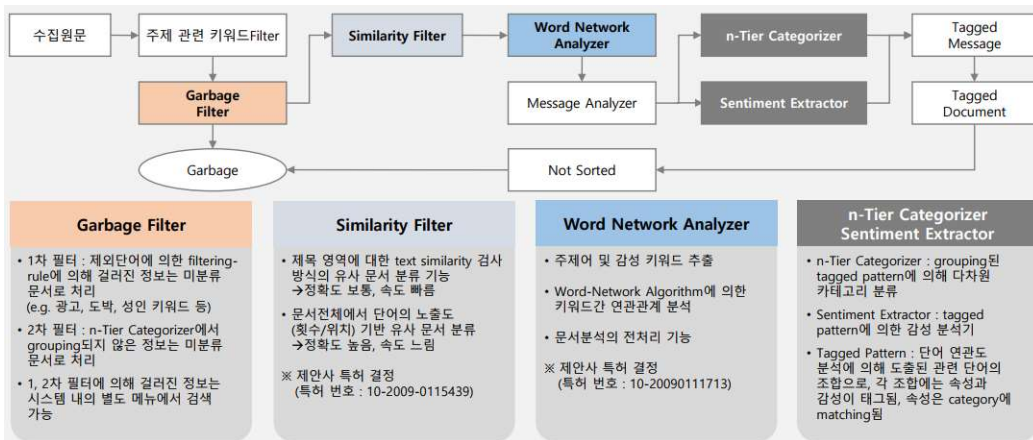 수집원문
주제 관련 키워드Filter
Similarity Filter
Word Network
Analyzer
n-Tier Categorizer
Tagged
Message
Garbage
Filter
Message Analyzer
Sentiment Extractor
Tagged
Document
Garbage
Not Sorted
Garbage Filter
• 1차 필터 : 제외단어에 의한 filtering-
rule에 의해 걸러진 정보는 미분류
문서로 처리
(e.g. 광고, 도박, 성인 키워드 등)
• 2차 필터 : n-Tier Categorizer에서
grouping되지 않은 정보는 미분류
문서로 처리
• 1, 2차 필터에 의해 걸러진 정보는
시스템 내의 별도 메뉴에서 검색
가능
Similarity Filter
• 제목 영역에 대한 text similarity 검사
방식의 유사 문서 분류 기능
→정확도 보통, 속도 빠름
• 문서전체에서 단어의 노출도
(횟수/위치) 기반 유사 문서 분류
→정확도 높음, 속도 느림
※ 제안사 특허 결정
(특허 번호 : 10-2009-0115439)
Word Network Analyzer
• 주제어 및 감성 키워드 추출
• Word-Network Algorithm에 의한
키워드간 연관관계 분석
• 문서분석의 전처리 기능
※ 제안사 특허 결정
(특허 번호 : 10-20090111713)
n-Tier Categorizer
Sentiment Extractor
• n-Tier Categorizer : grouping된
tagged pattern에 의해 다차원
카테고리 분류
• Sentiment Extractor : tagged
pattern에 의한 감성 분석기
• Tagged Pattern : 단어 연관도
분석에 의해 도출된 관련 단어의
조합으로, 각 조합에는 속성과
감성이 태그됨, 속성은 category에
matching됨